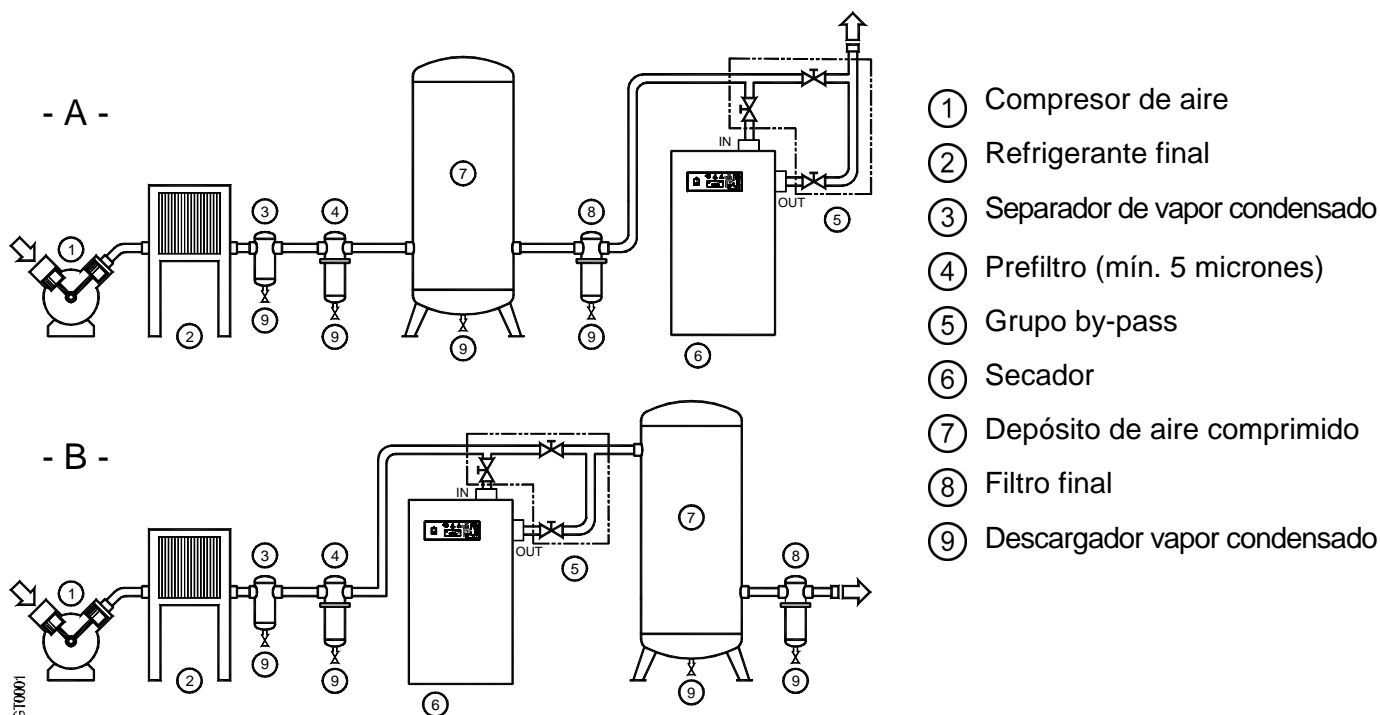 - A -
IN
7
3
4
8
OUT
5
1
9
9
9
2
9
6
- B -
IN
7
3
4
OUT
8
5
1
9
9
2
9
9
6
1 Compresor de aire
2 Refrigerante final
3 Separador de vapor condensado
4 Prefiltro (mín. 5 micrones)
5 Grupo by-pass
6 Secador
7 Depósito de aire comprimido
8 Filtro final
9 Descargador vapor condensado